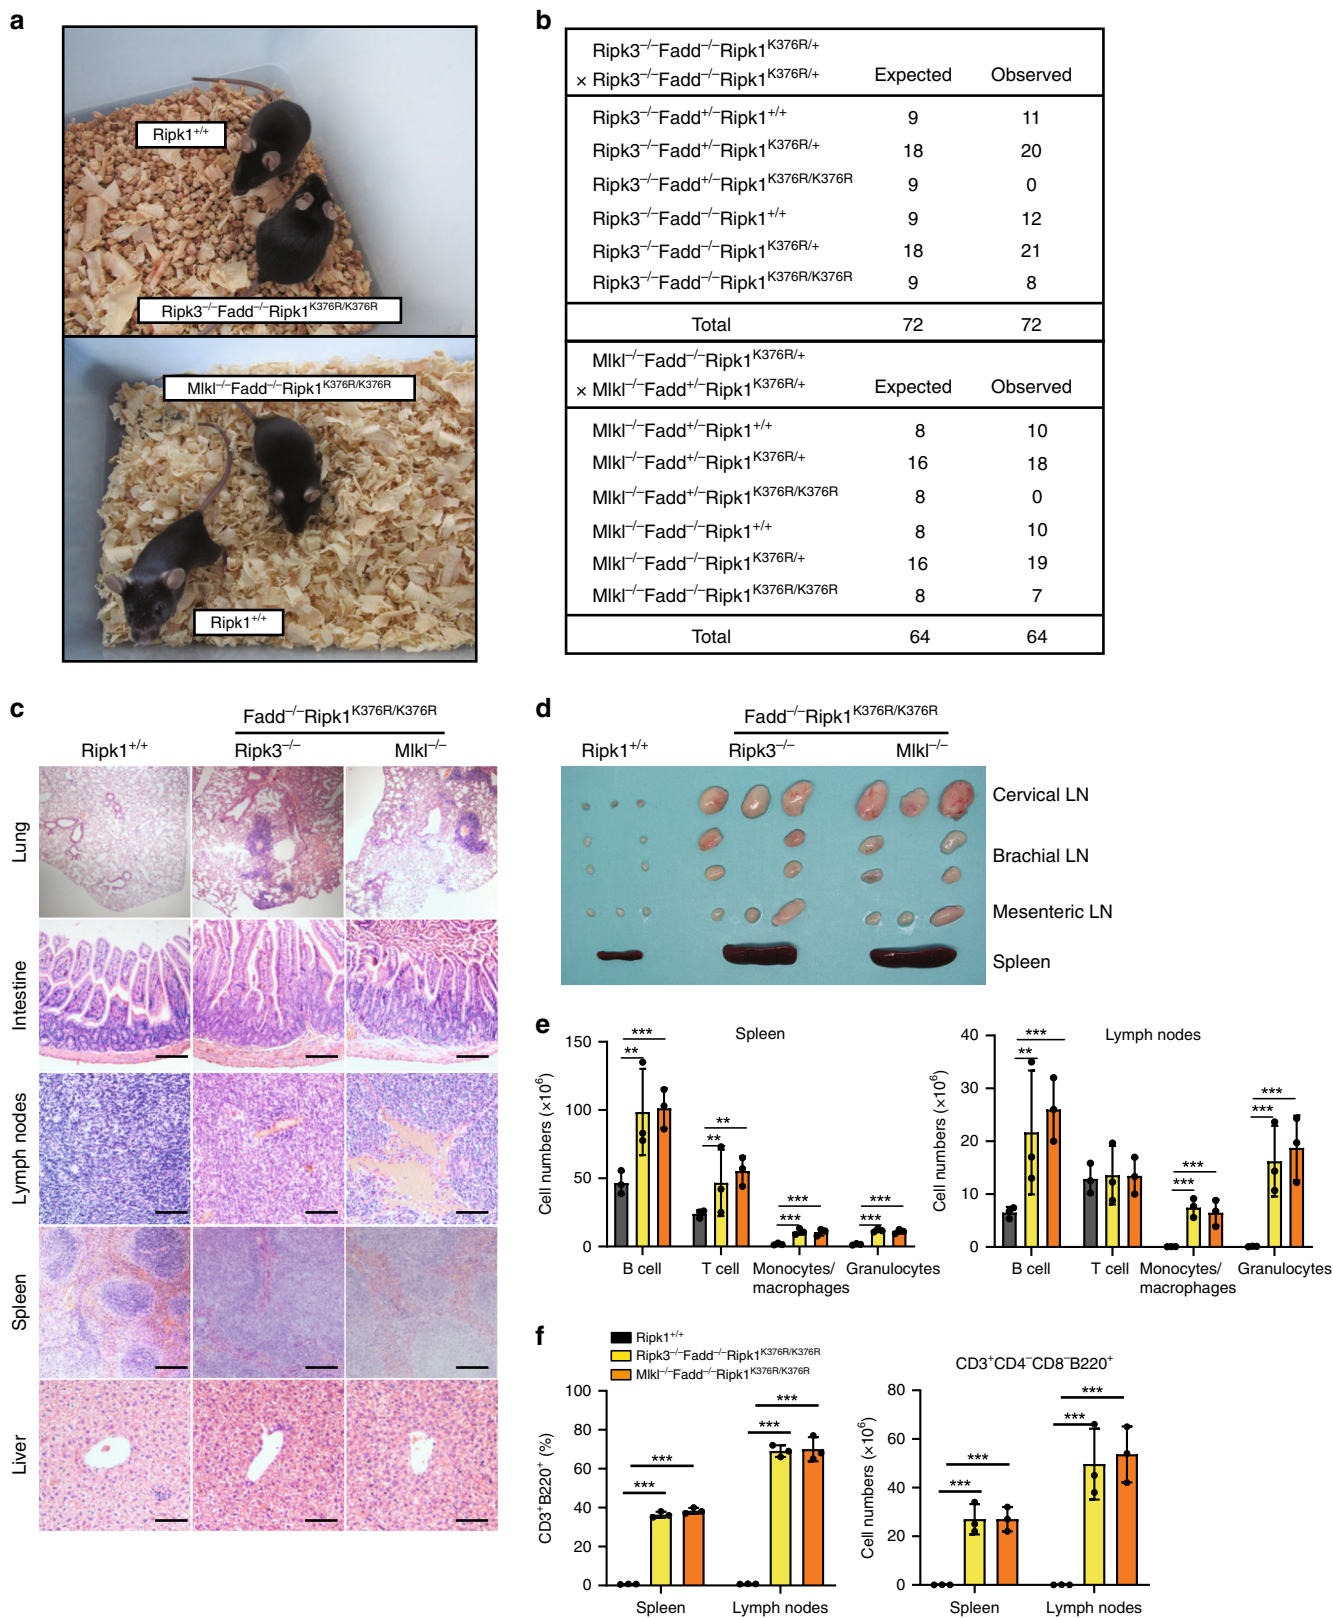 a
Ripk1+/+
Ripk3–/–Fadd–/–Ripk1K376R/K376R
Mlkl–/–Fadd–/–Ripk1K376R/K376R
Ripk1+/+
b
Ripk3–/–Fadd–/–Ripk1K376R/+
× Ripk3–/–Fadd–/–Ripk1K376R/+ Expected Observed
Ripk3–/–Fadd+/–Ripk1+/+ 9 11
Ripk3–/–Fadd+/–Ripk1K376R/+ 18 20
Ripk3–/–Fadd+/–Ripk1K376R/K376R 9 0
Ripk3–/–Fadd–/–Ripk1+/+ 9 12
Ripk3–/–Fadd–/–Ripk1K376R/+ 18 21
Ripk3–/–Fadd–/–Ripk1K376R/K376R 9 8
Total 72 72
Mlkl–/–Fadd–/–Ripk1K376R/+
× Mlkl–/–Fadd+/–Ripk1K376R/+ Expected Observed
Mlkl–/–Fadd+/–Ripk1+/+ 8 10
Mlkl–/–Fadd+/–Ripk1K376R/+ 16 18
Mlkl–/–Fadd+/–Ripk1K376R/K376R 8 0
Mlkl–/–Fadd–/–Ripk1+/+ 8 10
Mlkl–/–Fadd–/–Ripk1K376R/+ 16 19
Mlkl–/–Fadd–/–Ripk1K376R/K376R 8 7
Total 64 64
c
Fadd–/–Ripk1K376R/K376R
Ripk1+/+ Ripk3–/– Mlkl–/–
Lung
Intestine
Lymph nodes
Spleen
Liver
d
Fadd–/–Ripk1K376R/K376R
Ripk1+/+ Ripk3–/– Mlkl–/–
Cervical LN
Brachial LN
Mesenteric LN
Spleen
e
Spleen
Cell numbers (×106)
150
100
50
0
*** ** ** ** *** *** *** ***
B cell T cell Monocytes/ macrophages Granulocytes
Lymph nodes
Cell numbers (×106)
40
30
20
10
0
*** ** *** *** *** ***
B cell T cell Monocytes/ macrophages Granulocytes
f
Ripk1+/+
Ripk3–/–Fadd–/–Ripk1K376R/K376R
Mlkl–/–Fadd–/–Ripk1K376R/K376R
CD3+B220+ (%)
100
80
60
40
20
0
*** *** *** ***
Spleen Lymph nodes
CD3+CD4–CD8–B220+
Cell numbers (×106)
80
60
40
20
0
*** *** *** ***
Spleen Lymph nodes